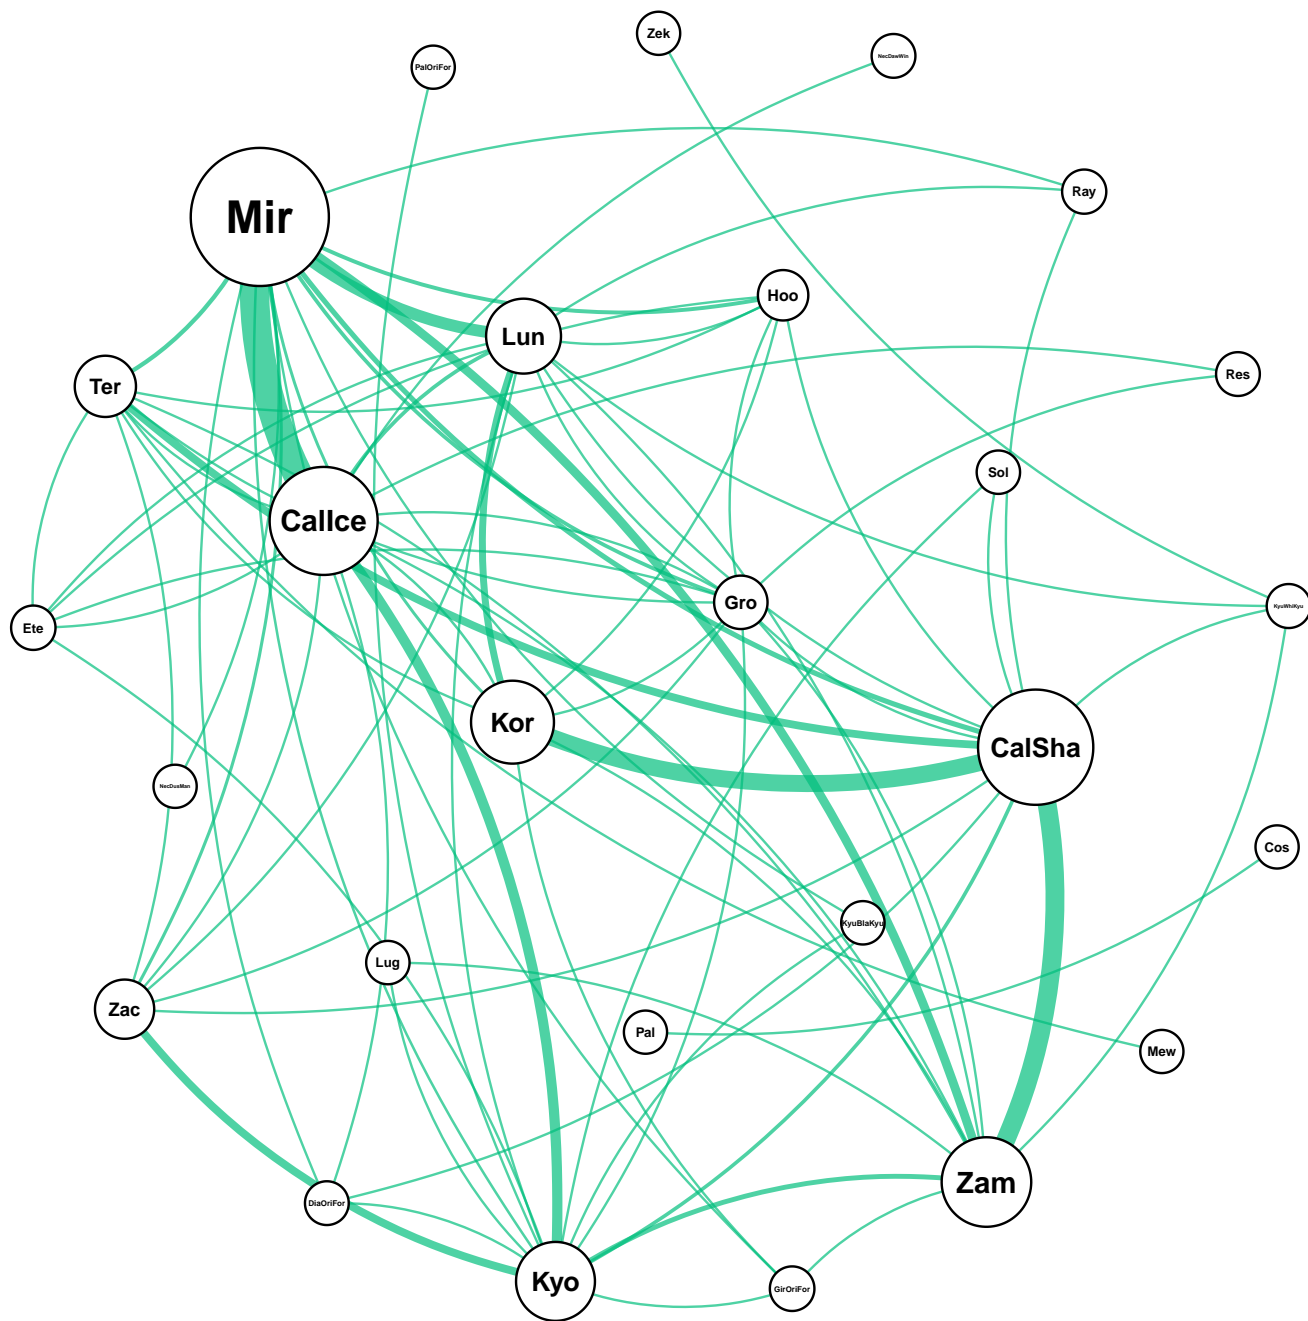 Zek
NecDawWin
PalOriFor
Ray
Mir
Hoo
Lun
Res
Ter
Sol
CalIce
Gro
KyuWhiKyu
Ete
Kor
CalSha
NecDusMan
Cos
KyuBlaKyu
Lug
Zac
Pal
Mew
Zam
DiaOriFor
Kyo
GirOriFor